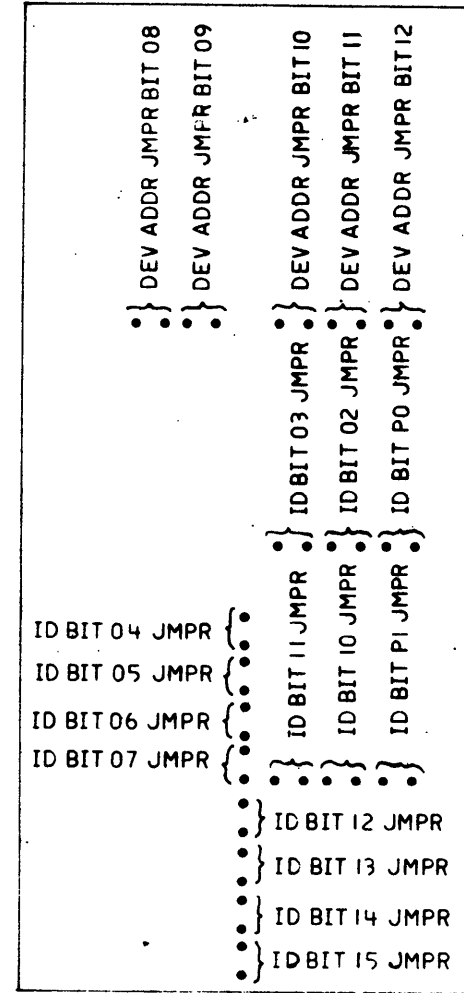 DEV ADDR JMPR BIT 08
DEV ADDR JMPR BIT 09
DEV ADDR JMPR BIT 10
DEV ADDR JMPR BIT 11
DEV ADDR JMPR BIT 12
ID BIT 03 JMPR
ID BIT 02 JMPR
ID BIT P0 JMPR
ID BIT 11 JMPR
ID BIT 10 JMPR
ID BIT P1 JMPR
ID BIT 04 JMPR
ID BIT 05 JMPR
ID BIT 06 JMPR
ID BIT 07 JMPR
ID BIT 12 JMPR
ID BIT 13 JMPR
ID BIT 14 JMPR
ID BIT 15 JMPR